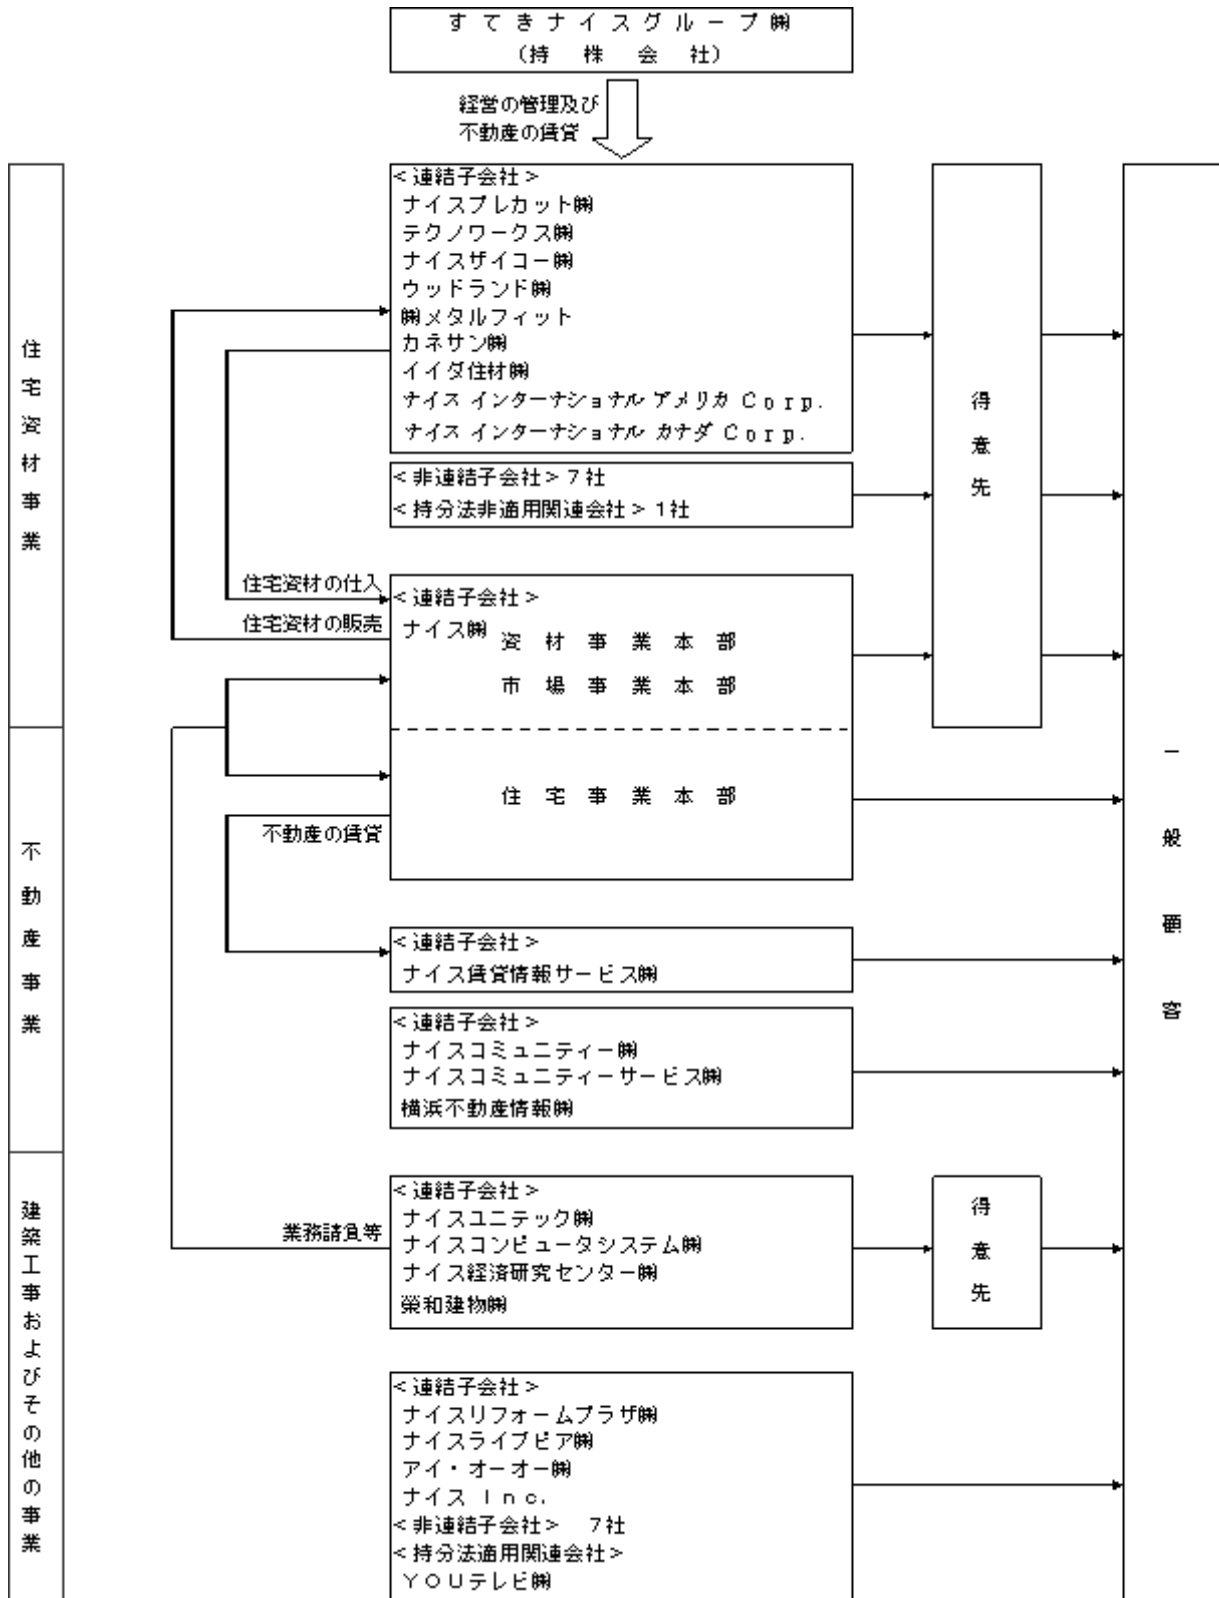 すてきナイスグループ㈱
(持株会社)
経営の管理及び
不動産の賃貸
住宅資材事業
<連結子会社>
ナイスプレカット㈱
テクノワークス㈱
ナイスザイコー㈱
ウッドランド㈱
㈱メタルフィット
カネサン㈱
イイダ住材㈱
ナイス インターナショナル アメリカ Corp.
ナイス インターナショナル カナダ Corp.
<非連結子会社>7社
<持分法非適用関連会社>1社
得意先
住宅資材の仕入
住宅資材の販売
<連結子会社>
ナイス㈱
資材事業本部
市場事業本部
不動産事業
住宅事業本部
不動産の賃貸
<連結子会社>
ナイス賃貸情報サービス㈱
<連結子会社>
ナイスコミュニティー㈱
ナイスコミュニティーサービス㈱
横浜不動産情報㈱
一般顧客
建築工事およびその他の事業
業務請負等
<連結子会社>
ナイスユニテック㈱
ナイスコンピュータシステム㈱
ナイス経済研究センター㈱
榮和建物㈱
得意先
<連結子会社>
ナイスリフォームプラザ㈱
ナイスライブピア㈱
アイ・オーオー㈱
ナイス Inc.
<非連結子会社> 7社
<持分法適用関連会社>
YOUテレビ㈱